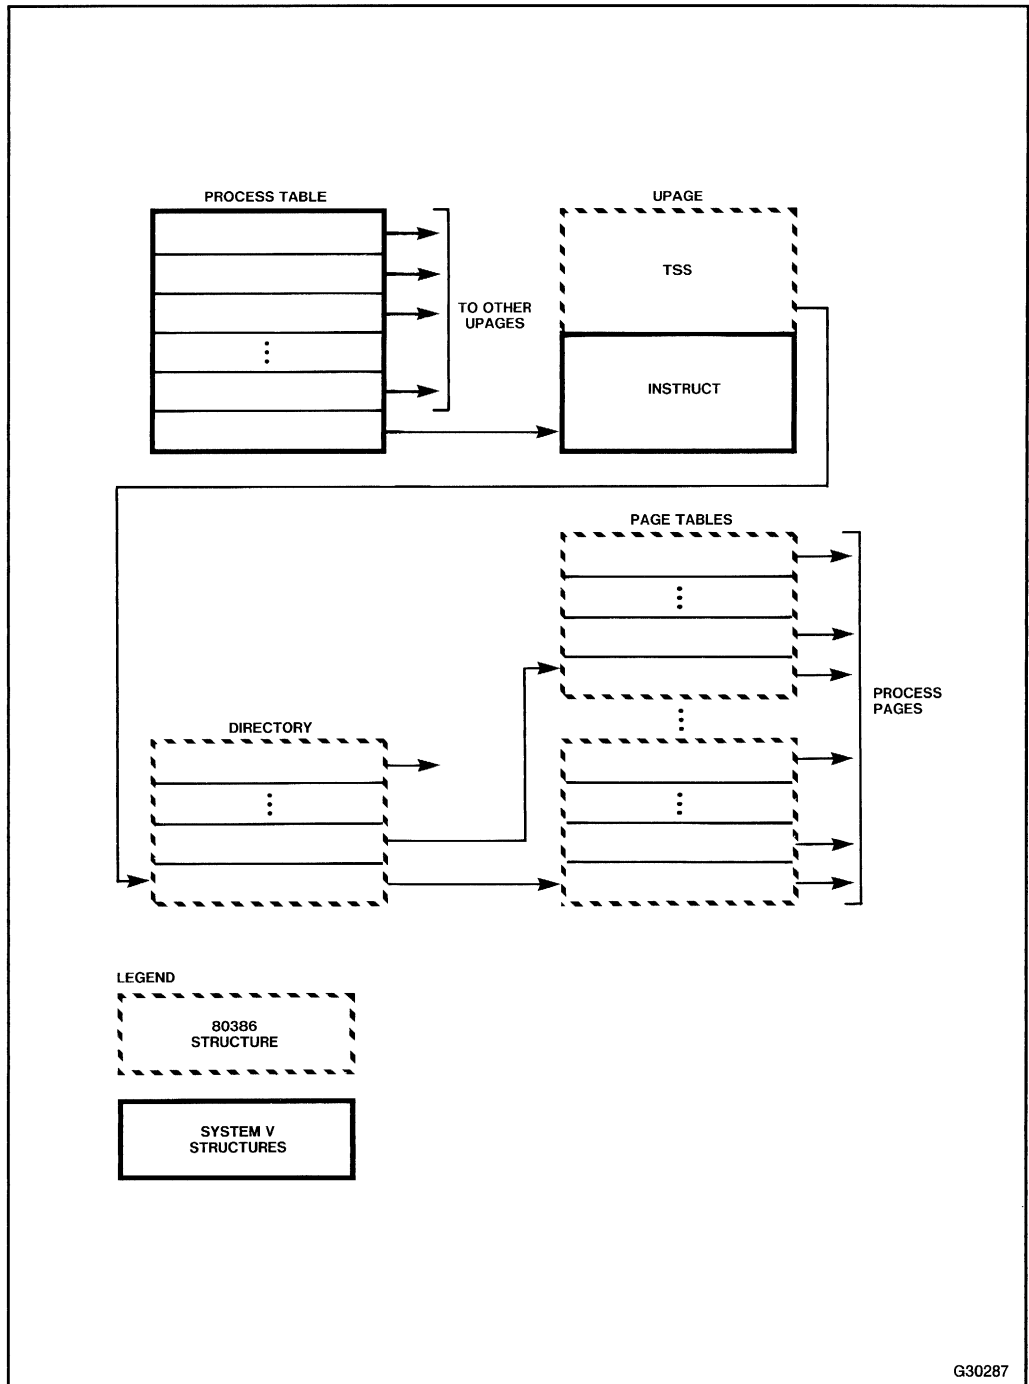 PROCESS TABLE
UPAGE
TSS
TO OTHER
UPAGES
INSTRUCT
PAGE TABLES
PROCESS
PAGES
DIRECTORY
LEGEND
80386
STRUCTURE
SYSTEM V
STRUCTURES
G30287